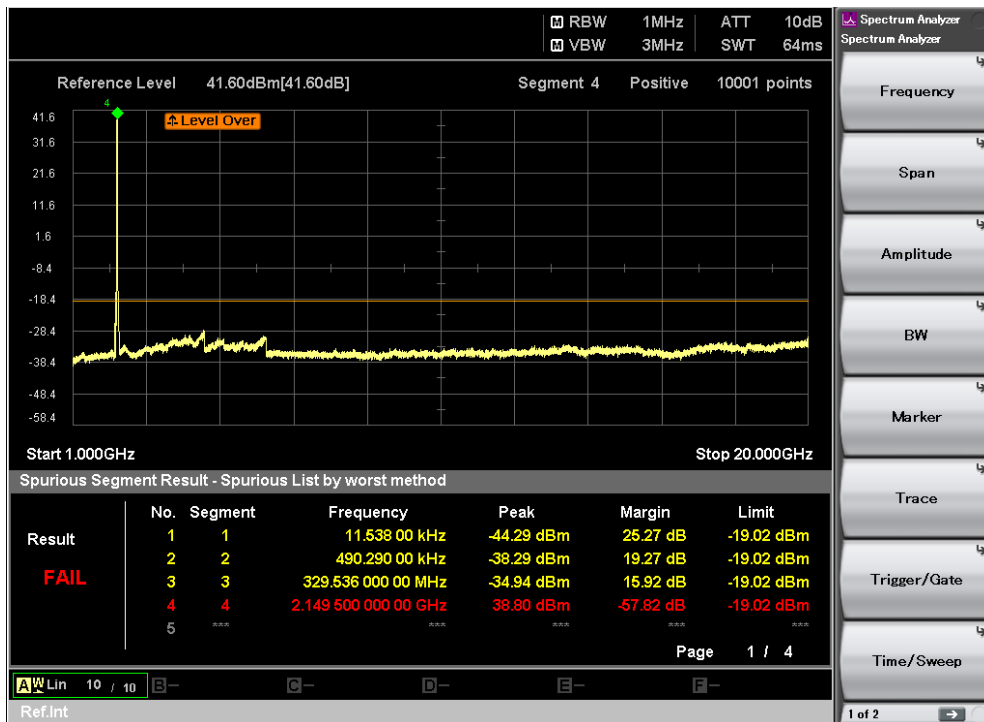 M RBW 1MHz ATT 10dB
M VBW 3MHz SWT 64ms
Reference Level 41.60dBm[41.60dB] Segment 4 Positive 10001 points
4
Level Over
41.6
31.6
21.6
11.6
1.6
-8.4
-18.4
-28.4
-38.4
-48.4
-58.4
Start 1.000GHz Stop 20.000GHz
Spurious Segment Result - Spurious List by worst method
No. Segment Frequency Peak Margin Limit
Result
FAIL
1 1 11.538 00 kHz -44.29 dBm 25.27 dB -19.02 dBm
2 2 490.290 00 kHz -38.29 dBm 19.27 dB -19.02 dBm
3 3 329.536 000 00 MHz -34.94 dBm 15.92 dB -19.02 dBm
4 4 2.149 500 000 00 GHz 38.80 dBm -57.82 dB -19.02 dBm
5 *** *** *** *** ***
Page 1 / 4
A W Lin 10 / 10 B- C- D- E- F-
Ref.Int
Spectrum Analyzer
Spectrum Analyzer
Frequency
Span
Amplitude
BW
Marker
Trace
Trigger/Gate
Time/Sweep
1 of 2